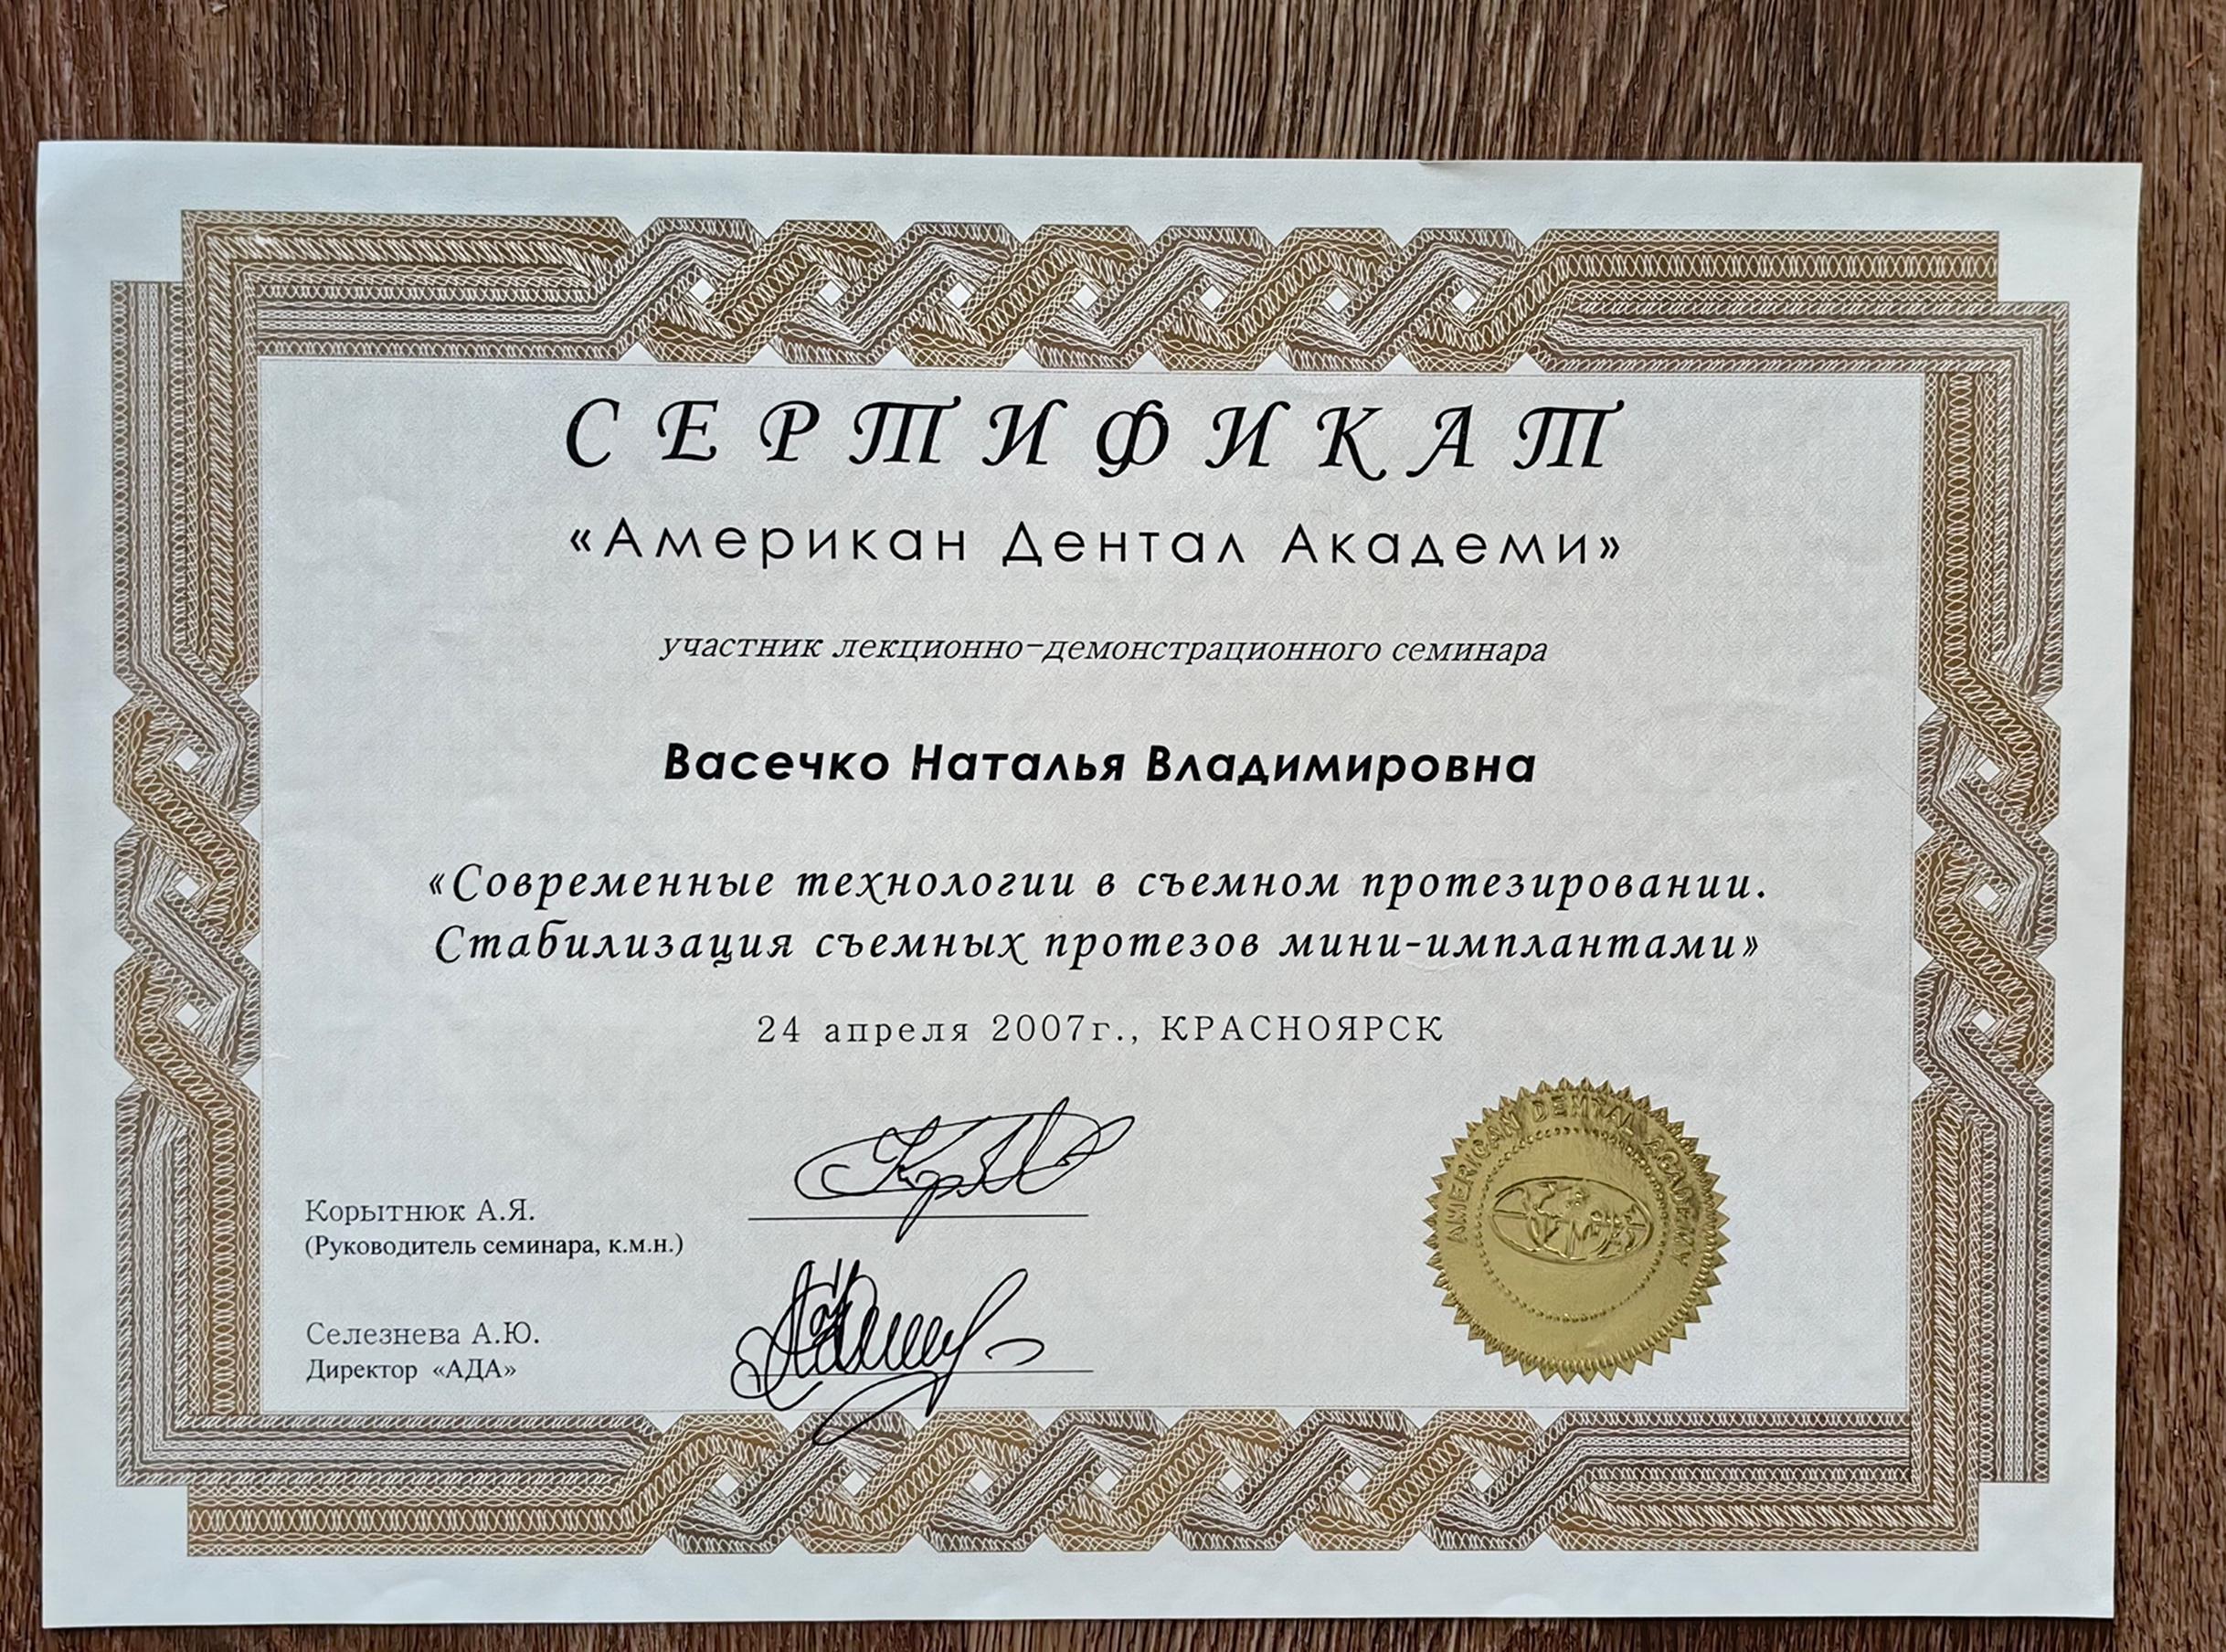 СЕРТИФИКАТ
«Американ Дентал Академи»
участник лекционно-демонстрационного семинара
Васечко Наталья Владимировна
«Современные технологии в съемном протезировании.
Стабилизация съемных протезов мини-имплантами»
24 апреля 2007г., КРАСНОЯРСК
Корытнюк А.Я.
(Руководитель семинара, к.м.н.)
Селезнева А.Ю.
Директор «АДА»
AMERICAN DENTAL ACADEMY